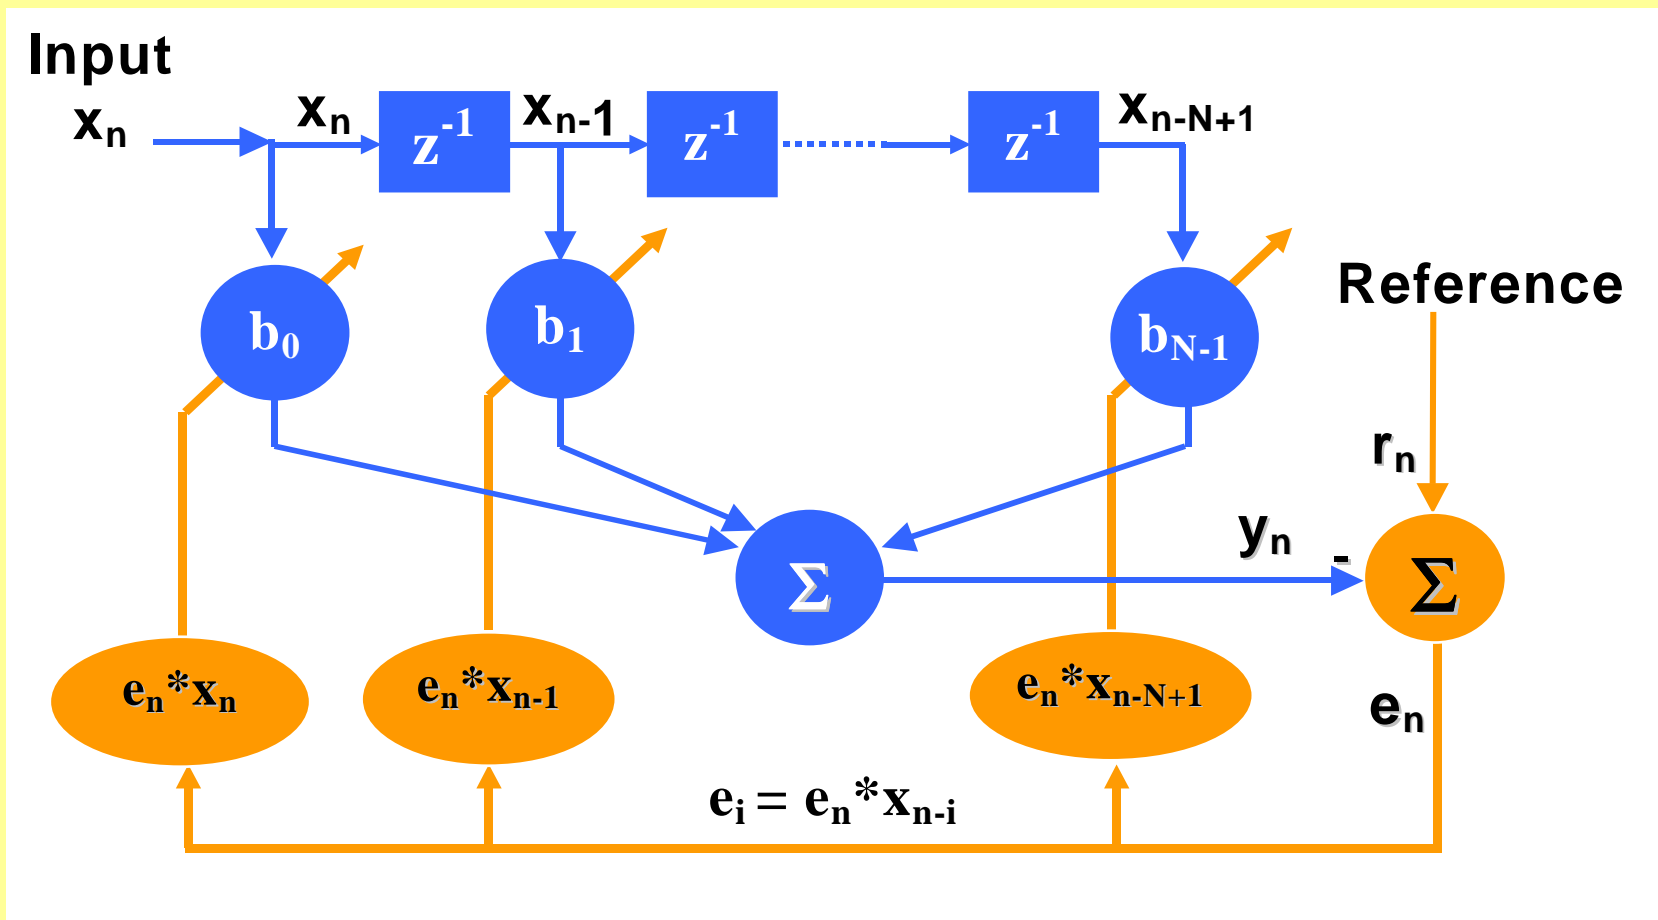 Input
xₙ
xₙ
z⁻¹
xₙ₋₁
z⁻¹
z⁻¹
xₙ₋N₊₁
b₀
b₁
b_N-1
Reference
rₙ
yₙ
-
Σ
Σ
eₙ*xₙ
eₙ*xₙ₋₁
eₙ*xₙ₋N₊₁
eₙ
eᵢ = eₙ*xₙ₋ᵢ